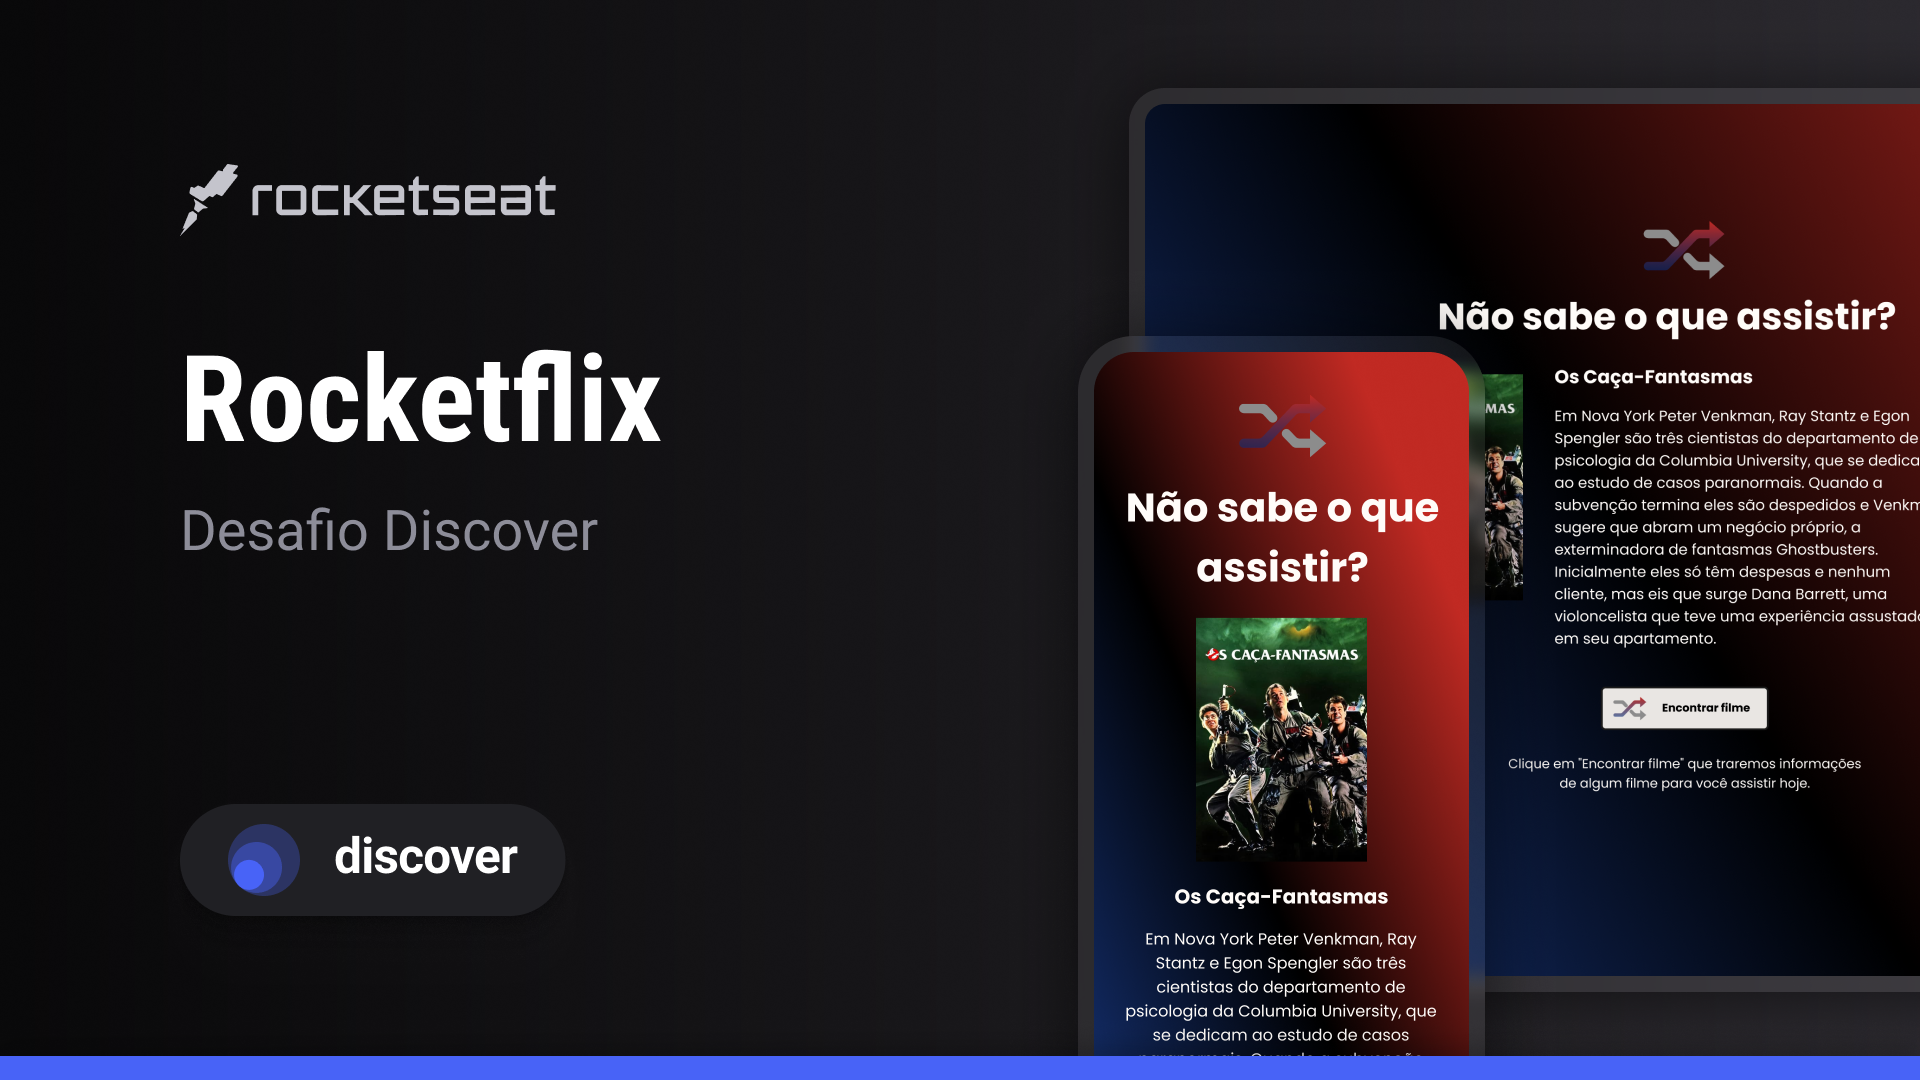 rocketseat
Rocketflix
Desafio Discover
discover
Não sabe o que
assistir?
OS CAÇA-FANTASMAS
Os Caça-Fantasmas
Em Nova York Peter Venkman, Ray
Stantz e Egon Spengler são três
cientistas do departamento de
psicologia da Columbia University, que
se dedicam ao estudo de casos
Não sabe o que assistir?
MAS
Os Caça-Fantasmas
Em Nova York Peter Venkman, Ray Stantz e Egon
Spengler são três cientistas do departamento de
psicologia da Columbia University, que se dedica
ao estudo de casos paranormais. Quando a
subvenção termina eles são despedidos e Venkm
sugere que abram um negócio próprio, a
exterminadora de fantasmas Ghostbusters.
Inicialmente eles só têm despesas e nenhum
cliente, mas eis que surge Dana Barrett, uma
violoncelista que teve uma experiência assustado
em seu apartamento.
Encontrar filme
Clique em "Encontrar filme" que traremos informações
de algum filme para você assistir hoje.